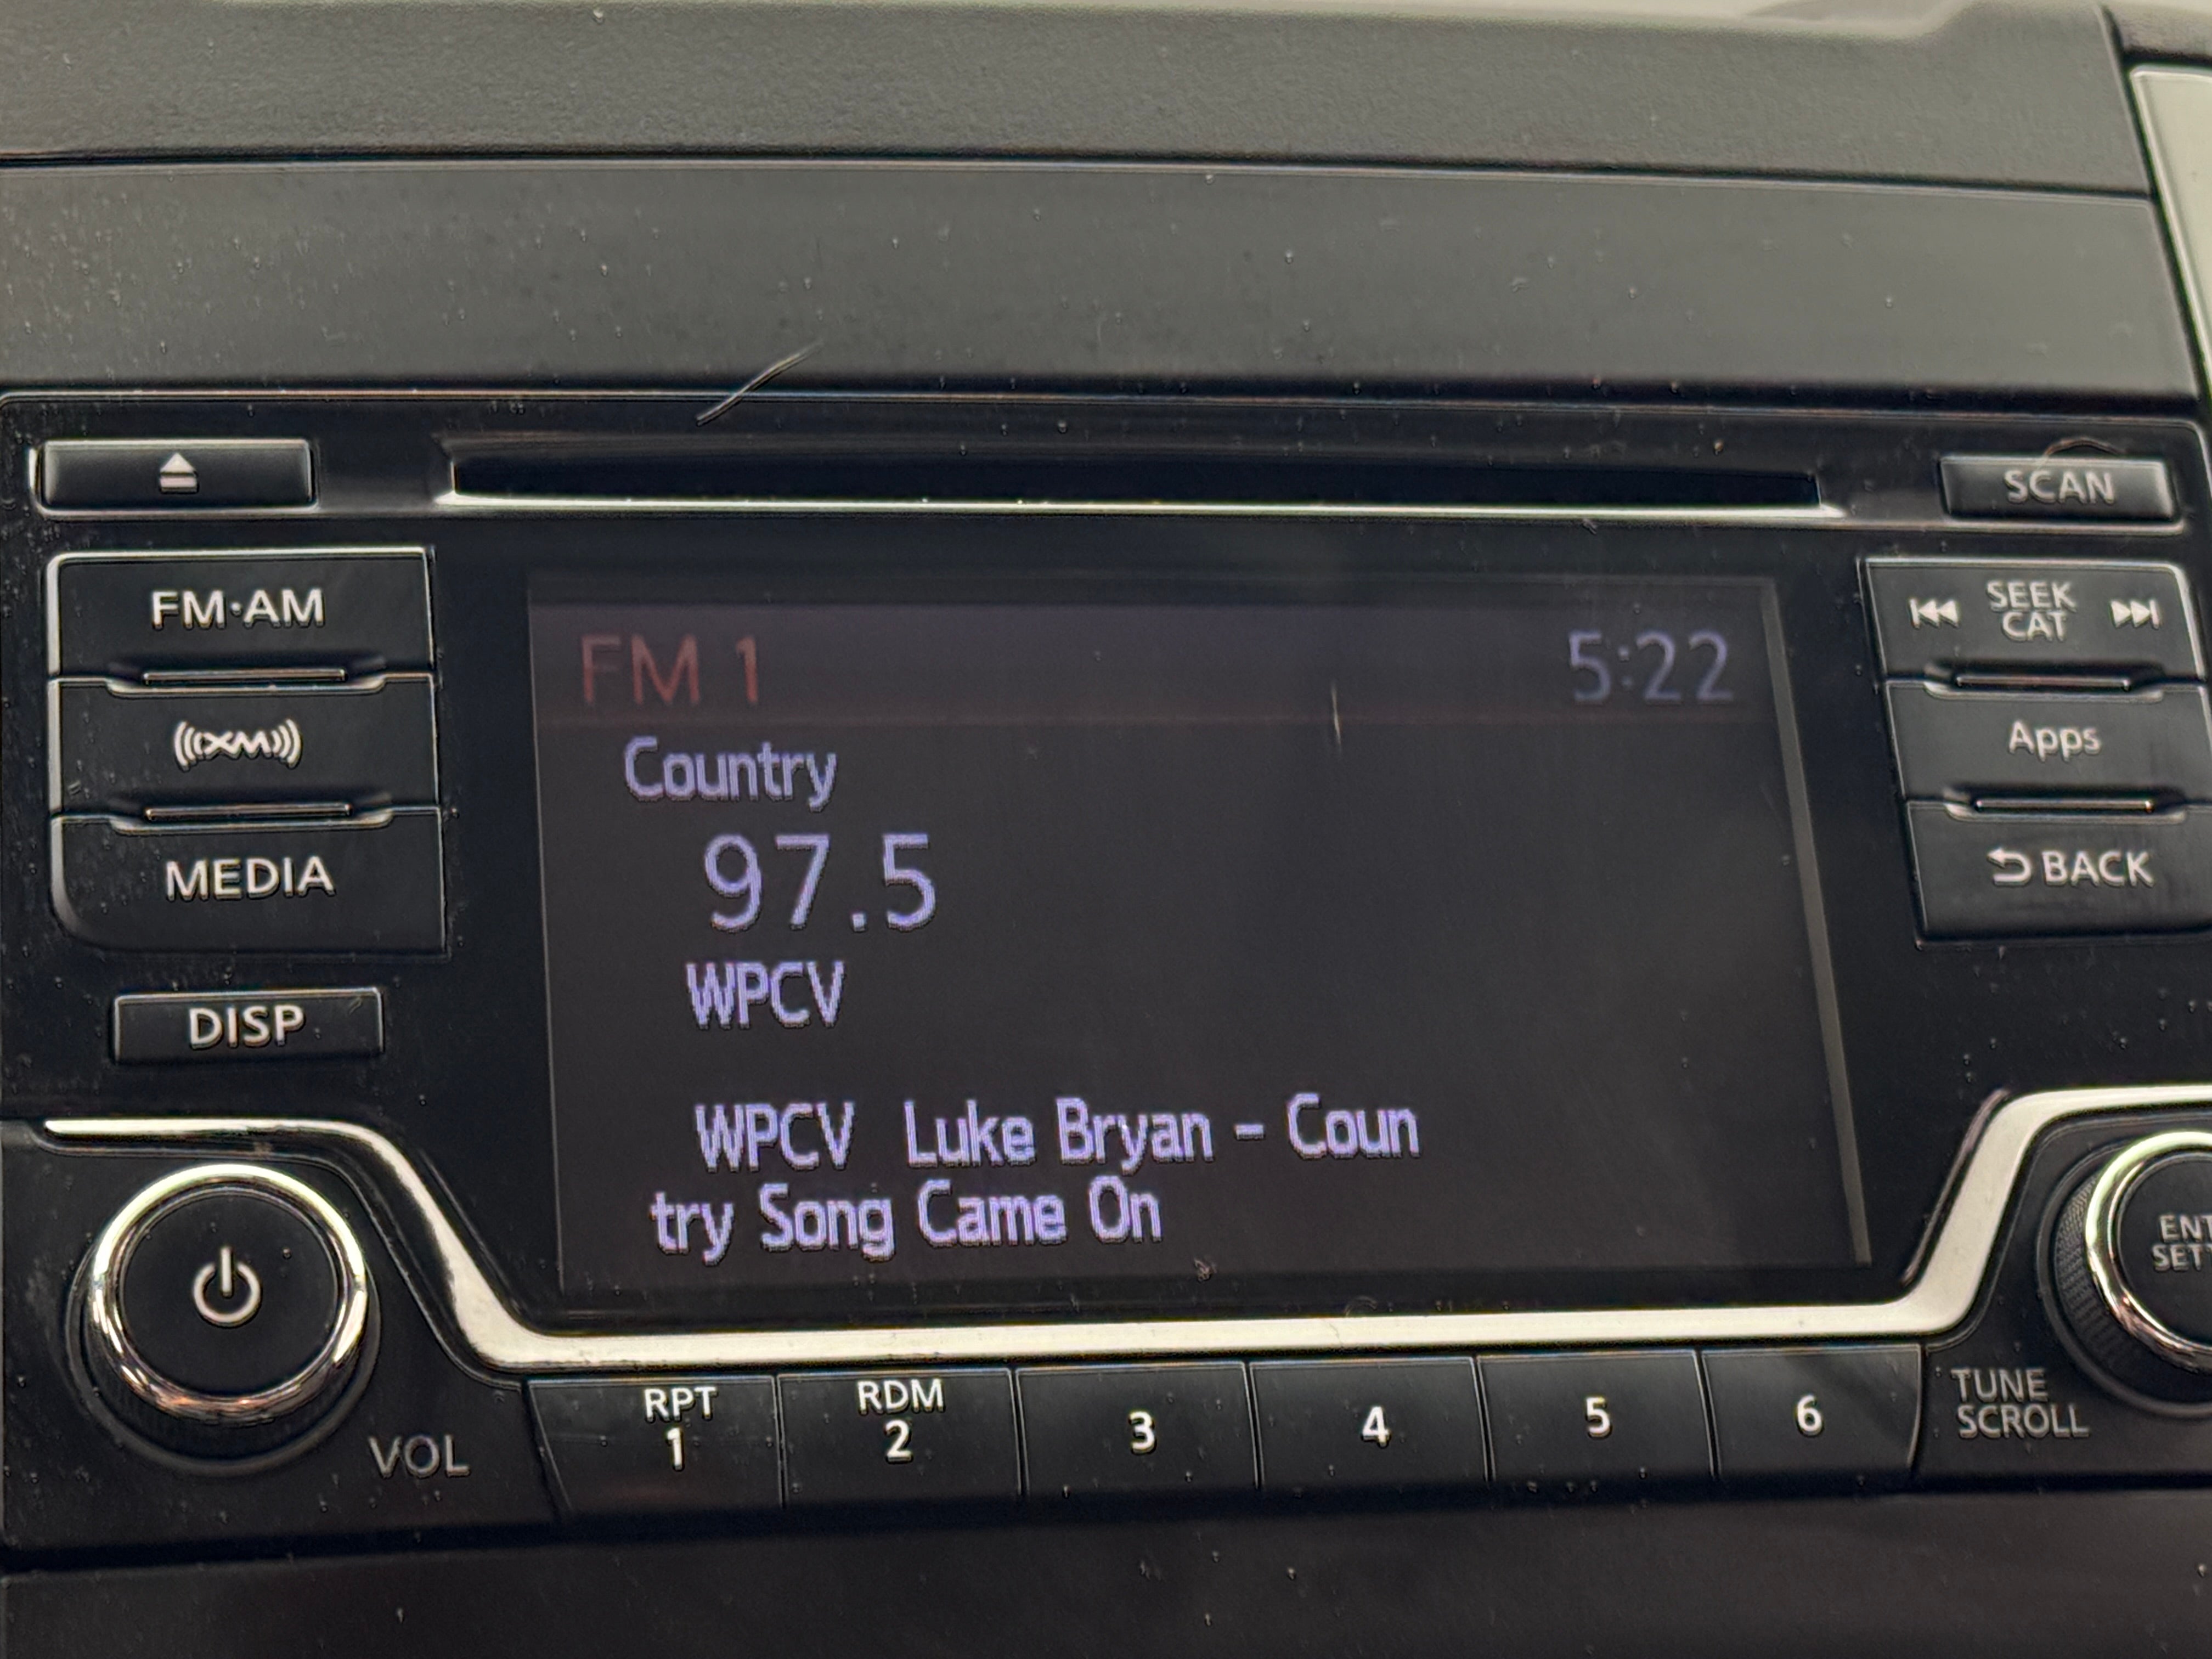 SCAN
FM·AM
SEEK
CAT
FM 1
5:22
XM
Apps
Country
MEDIA
97.5
BACK
WPCV
DISP
WPCV Luke Bryan - Coun
try Song Came On
VOL
RPT
1
RDM
2
3
4
5
6
TUNE
SCROLL